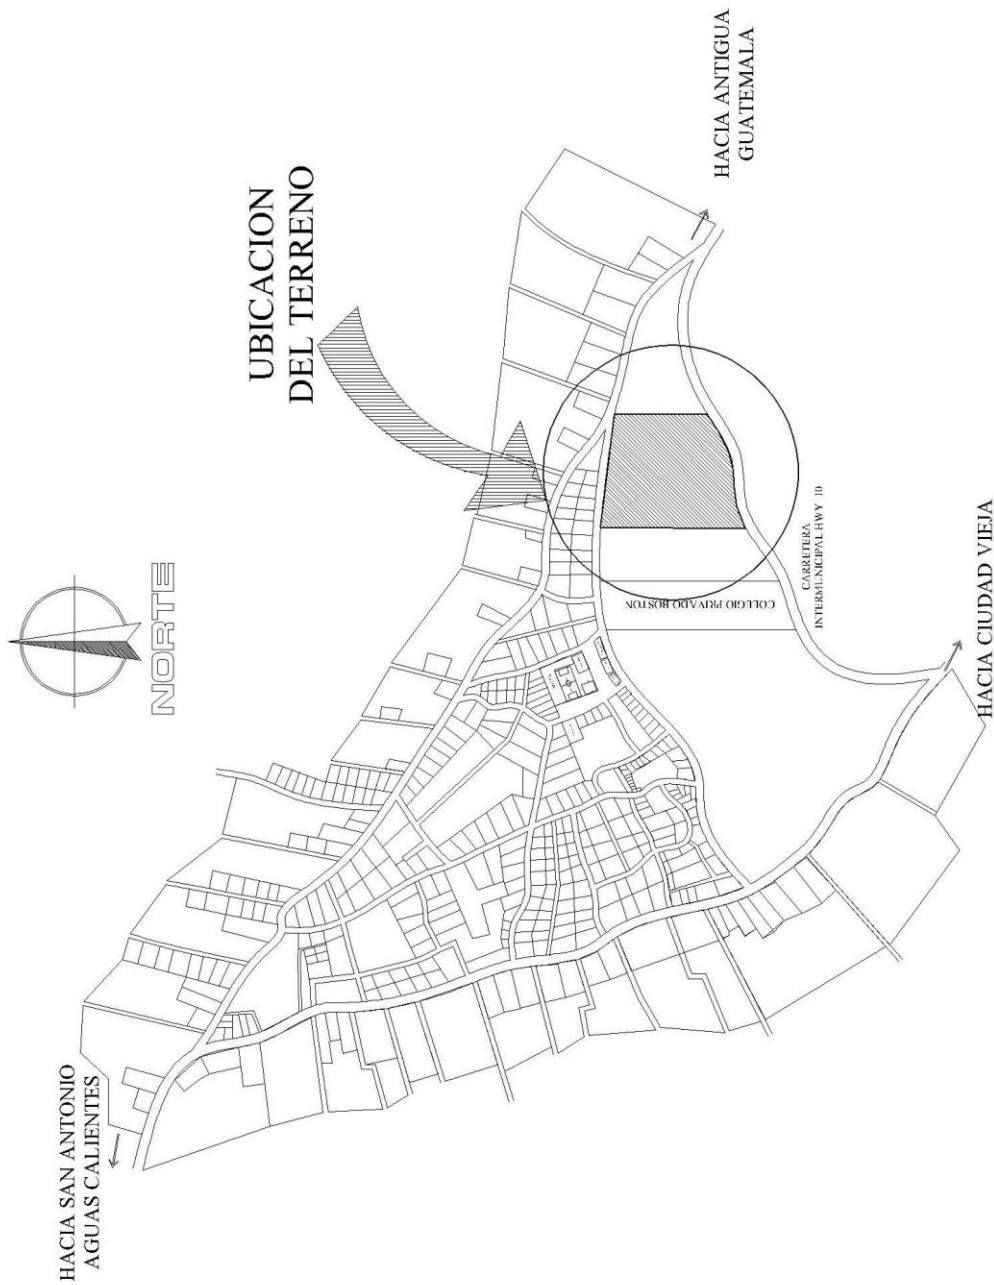 HACIA SAN ANTONIO
AGUAS CALIENTES
NORTE
UBICACION
DEL TERRENO
HACIA ANTIGUA
GUATEMALA
COLEGIO PRIVADO BOSTON
CARRETERA
INTERMUNICIPAL HWY 10
HACIA CIUDAD VIEJA